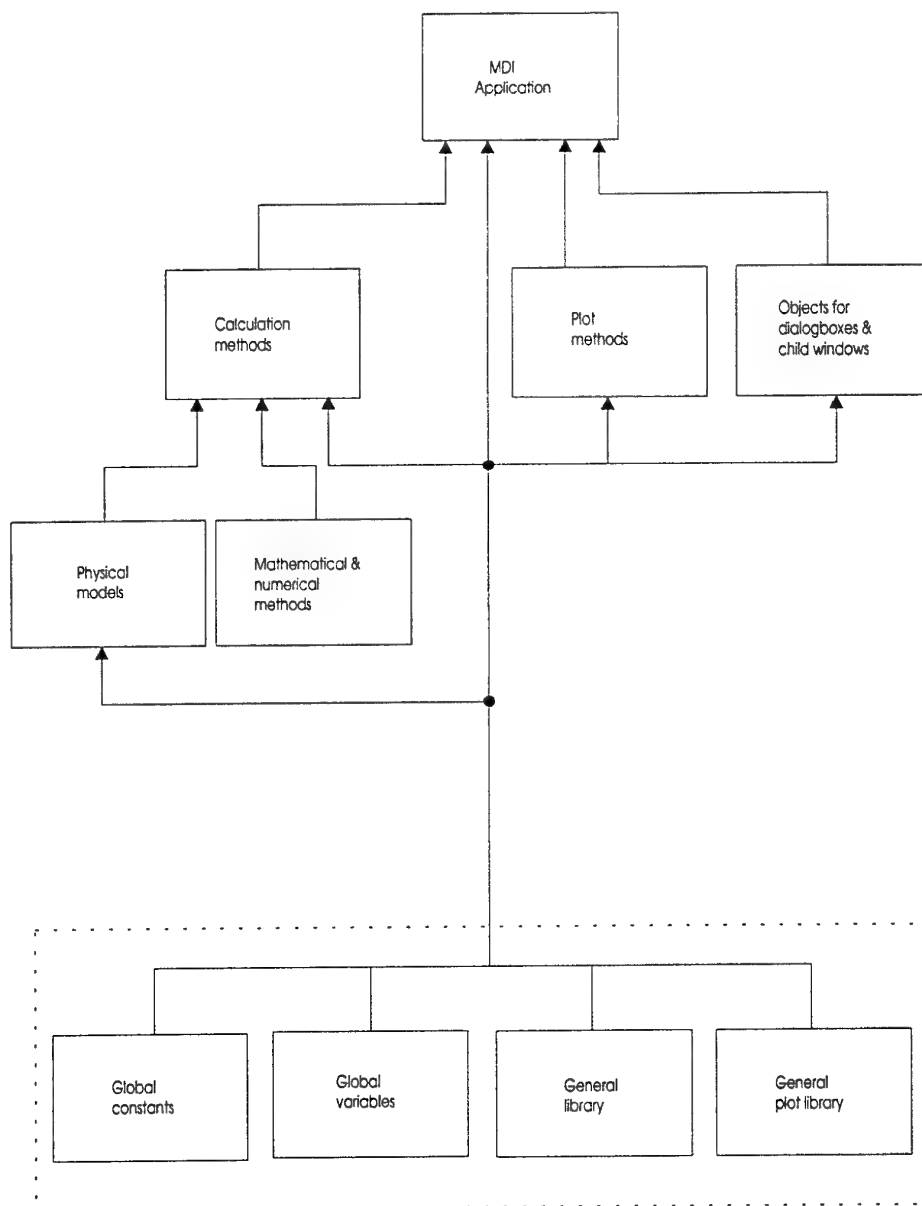 MDI
Application
Calculation
methods
Plot
methods
Objects for
dialogboxes &
child windows
Physical
models
Mathematical &
numerical
methods
Global
constants
Global
variables
General
library
General
plot library